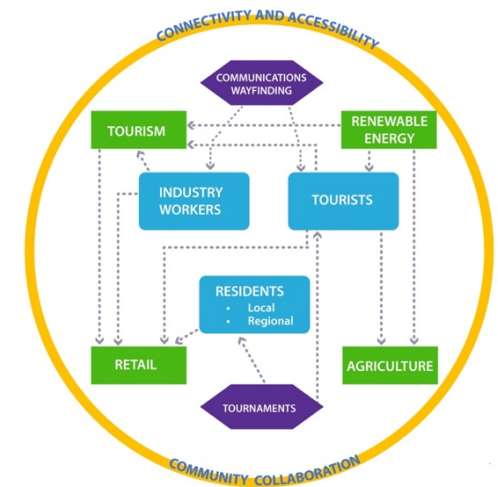 CONNECTIVITY AND ACCESSIBILITY
COMMUNICATIONS
WAYFINDING
TOURISM
RENEWABLE
ENERGY
INDUSTRY
WORKERS
TOURISTS
RESIDENTS
• Local
• Regional
RETAIL
AGRICULTURE
TOURNAMENTS
COMMUNITY COLLABORATION